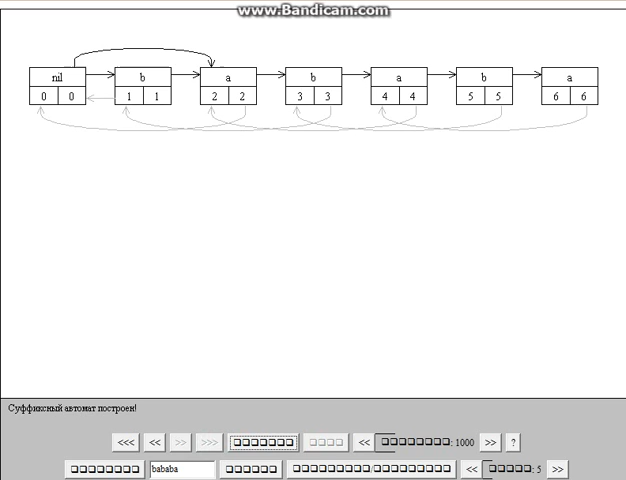 www.Bandicam.com
nil b a b a b a
0 0 1 1 2 2 3 3 4 4 5 5 6 6
Суффиксный автомат построен!
<<< << >> >>> << : 1000 >> ?
bababa << : 5 >>